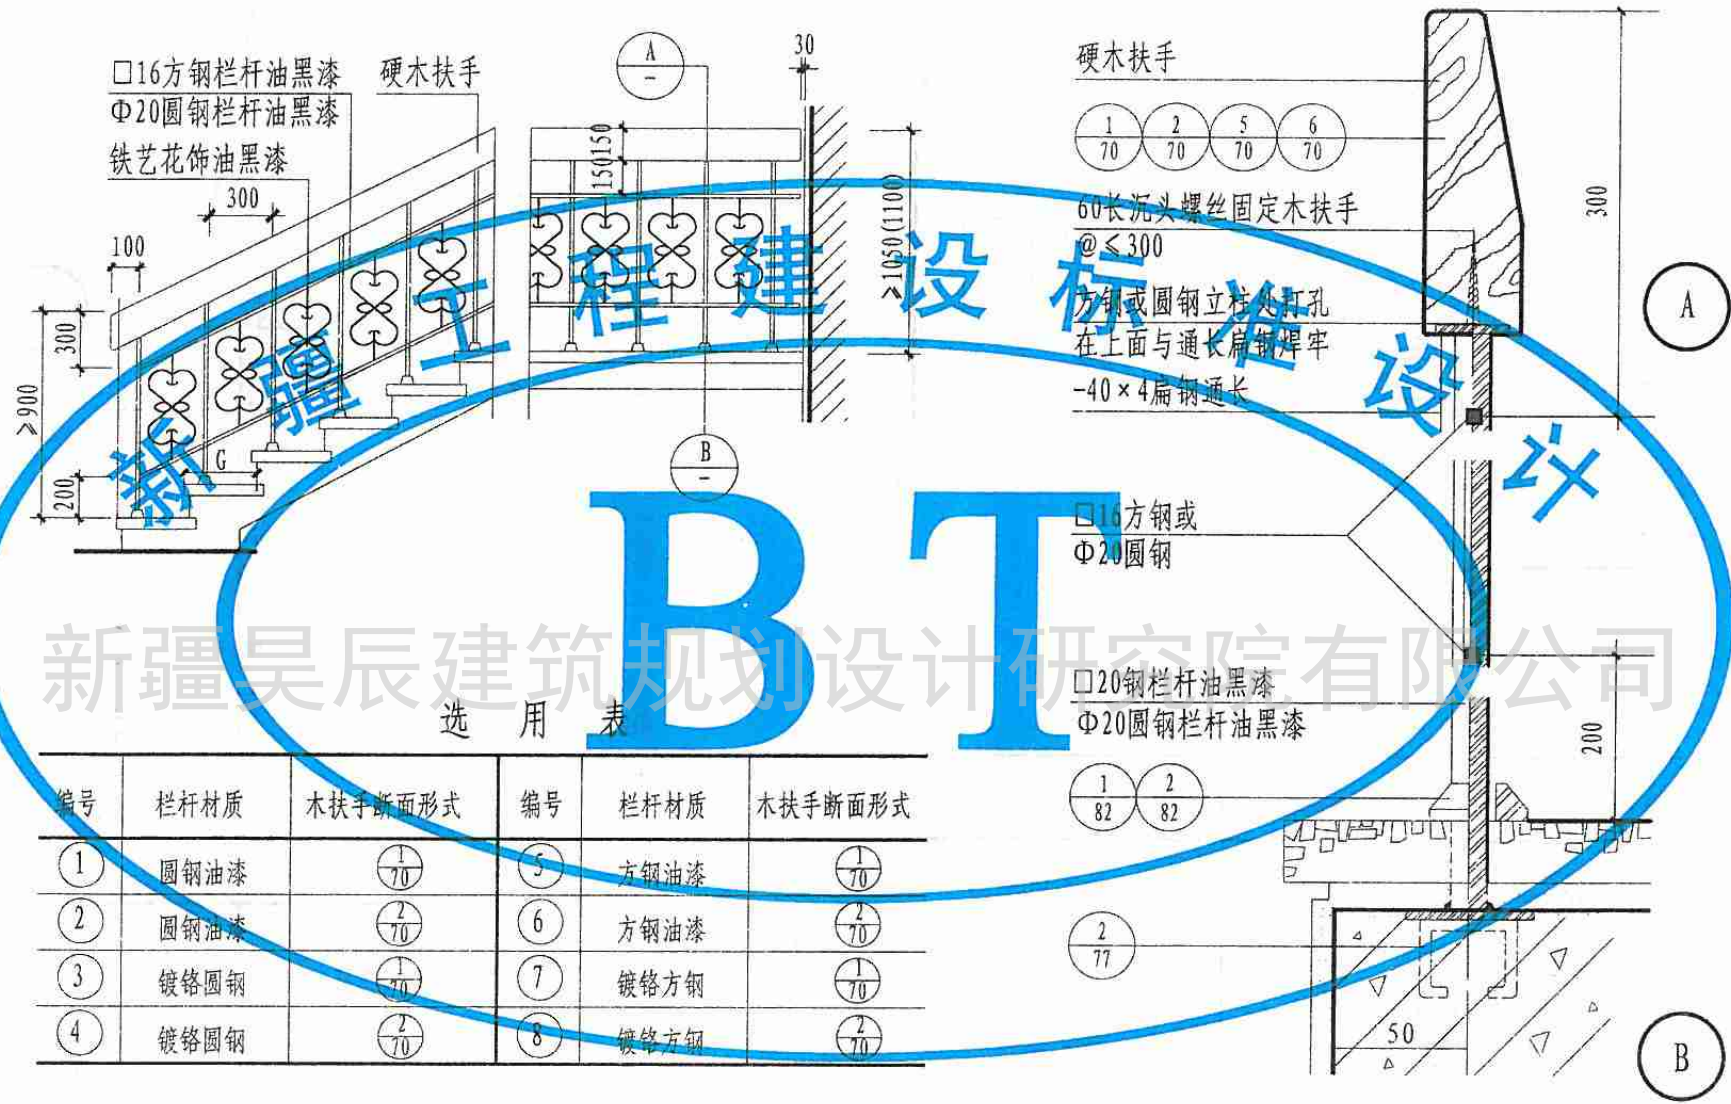 □16方钢栏杆油黑漆
Φ20圆钢栏杆油黑漆
铁艺花饰油黑漆
硬木扶手
300
100
300
≥900
200
G
A
-
30
150
150
≥1050(1100)
B
-
硬木扶手
1
70
2
70
5
70
6
70
60长沉头螺丝固定木扶手
@≤300
方钢或圆钢立柱处打孔
在上面与通长扁钢焊牢
-40×4扁钢通长
□16方钢或
Φ20圆钢
□20钢栏杆油黑漆
Φ20圆钢栏杆油黑漆
1
82
2
82
2
77
50
300
200
A
B
新疆工程建设标准设计
BT
新疆昊辰建筑规划设计研究院有限公司
选用表
编号 栏杆材质 木扶手断面形式 编号 栏杆材质 木扶手断面形式
① 圆钢油漆 1/70 ⑤ 方钢油漆 1/70
② 圆钢油漆 2/70 ⑥ 方钢油漆 2/70
③ 镀铬圆钢 1/70 ⑦ 镀铬方钢 1/70
④ 镀铬圆钢 2/70 ⑧ 镀铬方钢 2/70